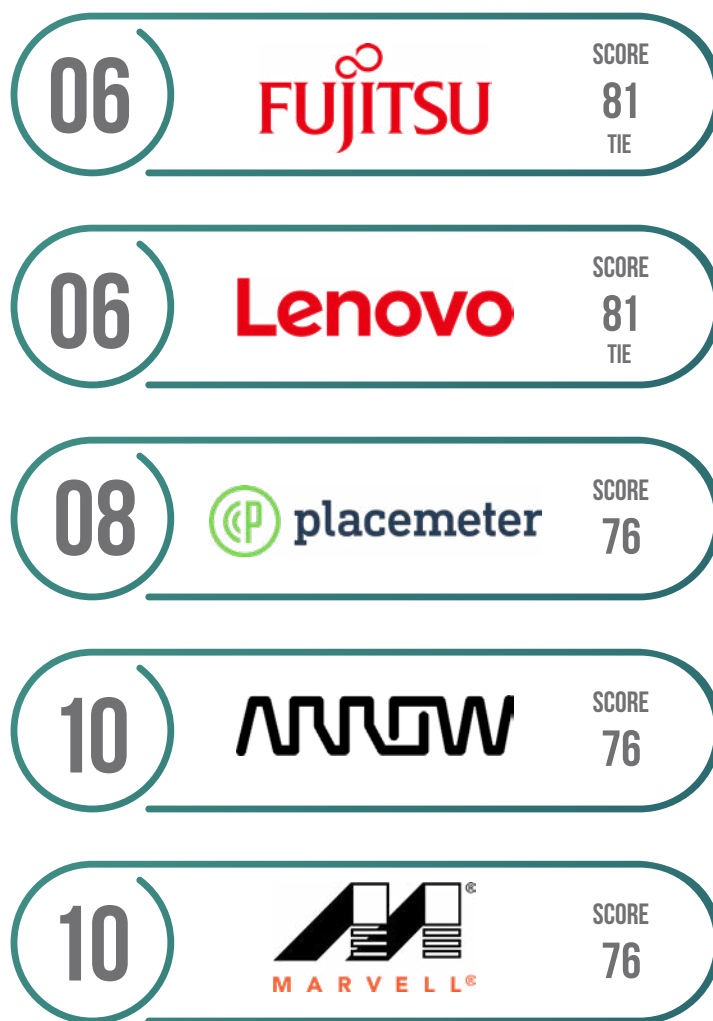 06
FUJITSU
SCORE
81
TIE
06
Lenovo
SCORE
81
TIE
08
placemeter
SCORE
76
10
ARROW
SCORE
76
10
MARVELL®
SCORE
76